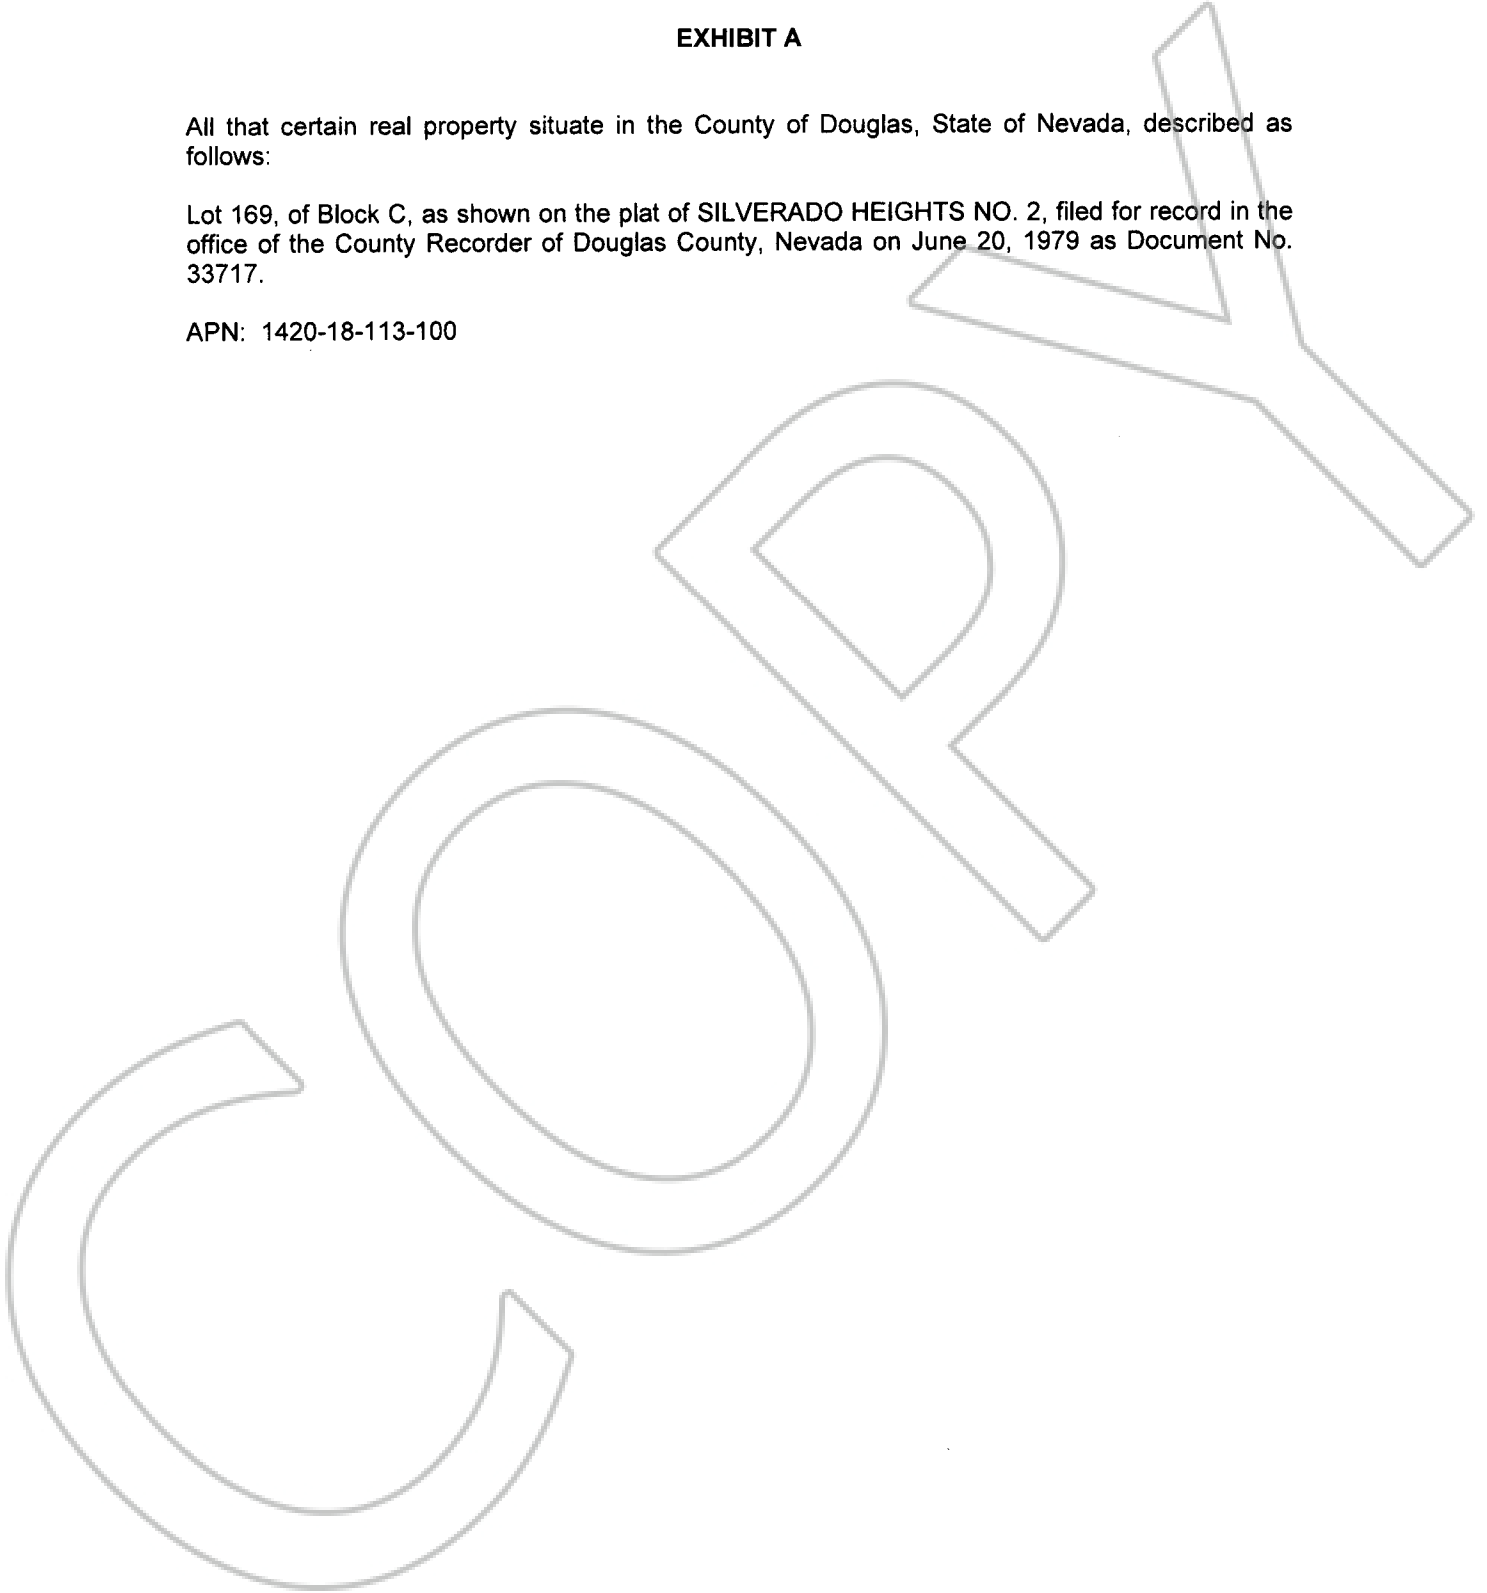 EXHIBIT A
All that certain real property situate in the County of Douglas, State of Nevada, described as
follows:
Lot 169, of Block C, as shown on the plat of SILVERADO HEIGHTS NO. 2, filed for record in the
office of the County Recorder of Douglas County, Nevada on June 20, 1979 as Document No.
33717.
APN: 1420-18-113-100
COPY